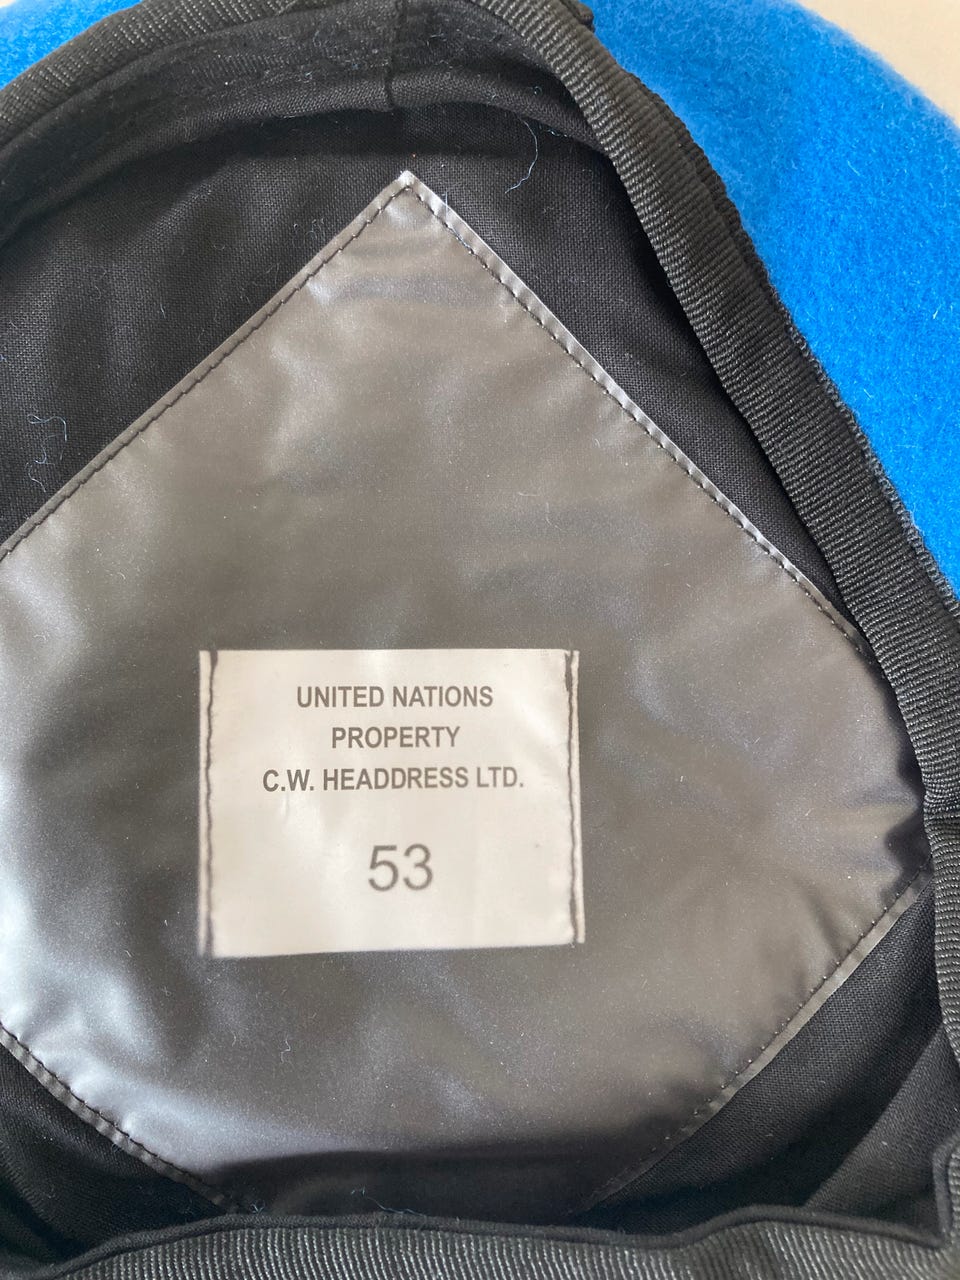 UNITED NATIONS
PROPERTY
C.W. HEADDRESS LTD.
53